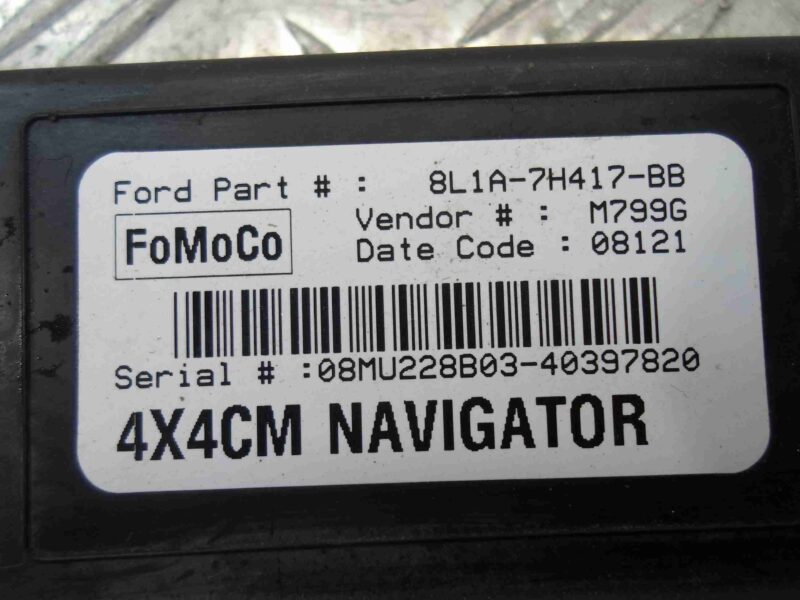 Ford Part # : 8L1A-7H417-BB
FoMoCo
Vendor # : M799G
Date Code : 08121
Serial # :08MU228B03-40397820
4X4CM NAVIGATOR